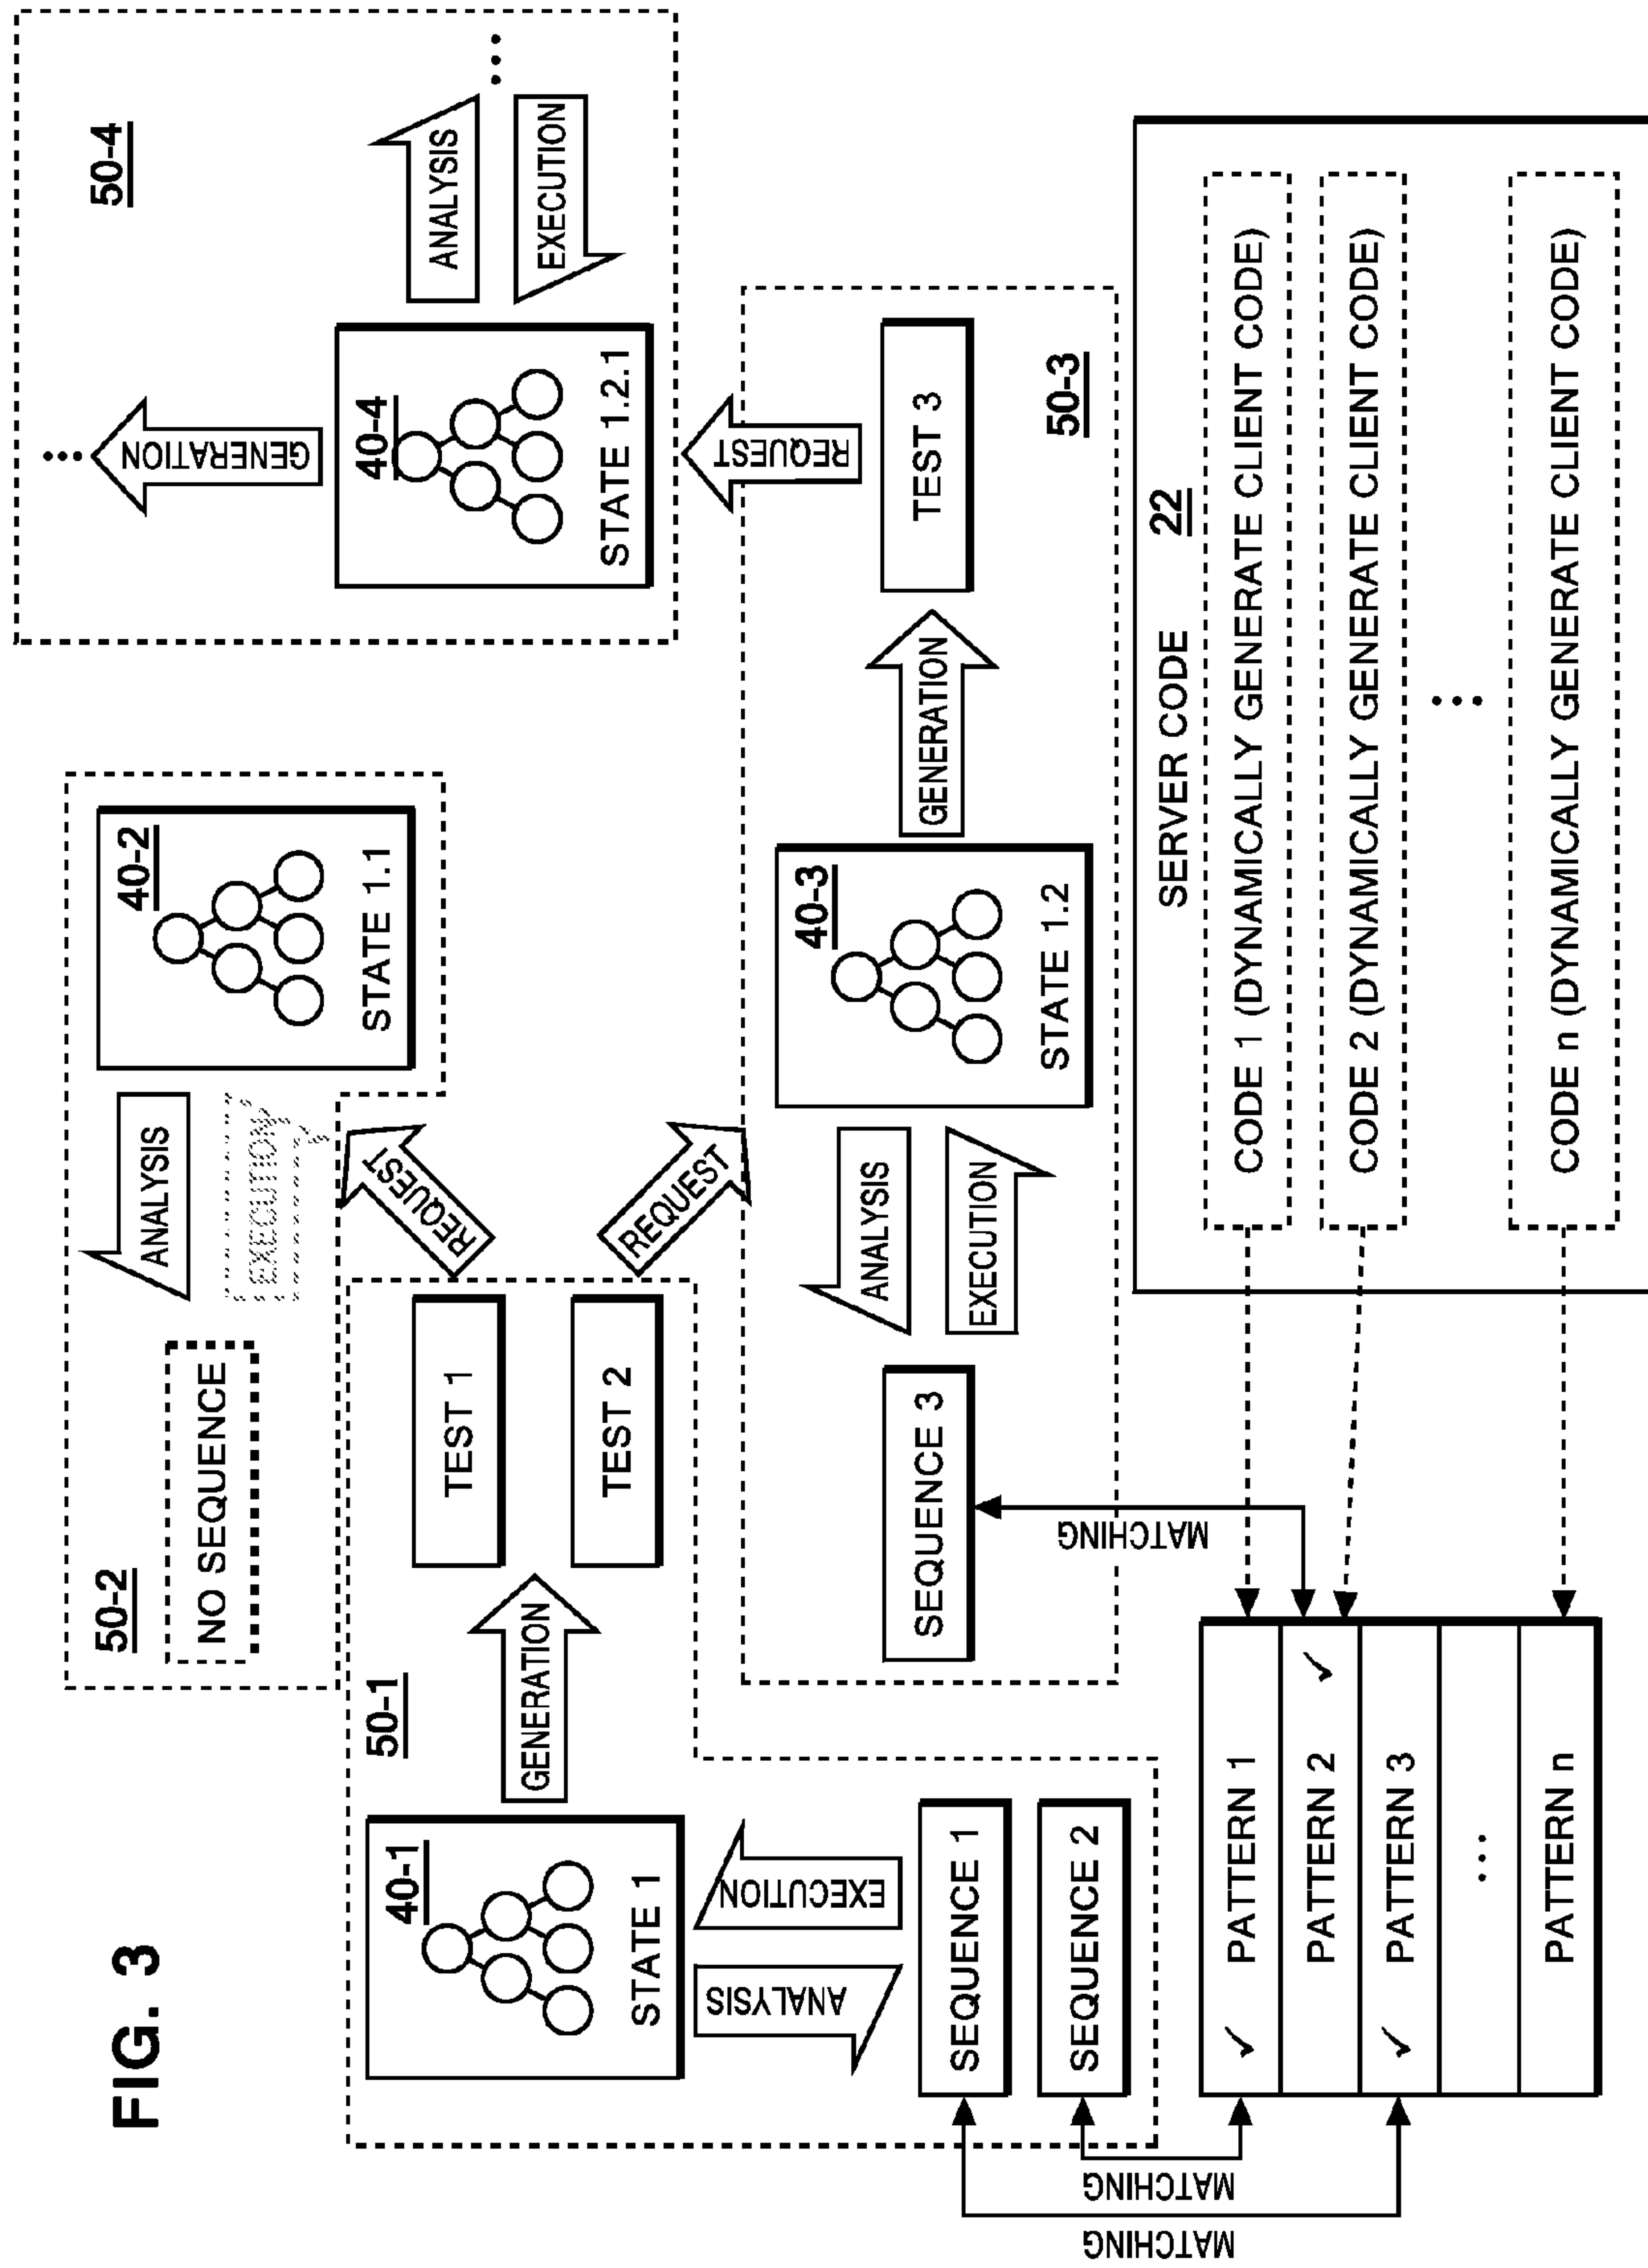 FIG. 3
50-1
40-1
STATE 1
GENERATION
TEST 1
TEST 2
ANALYSIS
EXECUTION
SEQUENCE 1
SEQUENCE 2
REQUEST
REQUEST
50-2
NO SEQUENCE
ANALYSIS
EXECUTION
40-2
STATE 1.1
50-3
SEQUENCE 3
ANALYSIS
EXECUTION
40-3
STATE 1.2
GENERATION
TEST 3
REQUEST
50-4
40-4
STATE 1.2.1
GENERATION
...
ANALYSIS
EXECUTION
...
MATCHING
MATCHING
MATCHING
✓ PATTERN 1
PATTERN 2 ✓
✓ PATTERN 3
...
PATTERN n
SERVER CODE 22
CODE 1 (DYNAMICALLY GENERATE CLIENT CODE)
CODE 2 (DYNAMICALLY GENERATE CLIENT CODE)
...
CODE n (DYNAMICALLY GENERATE CLIENT CODE)